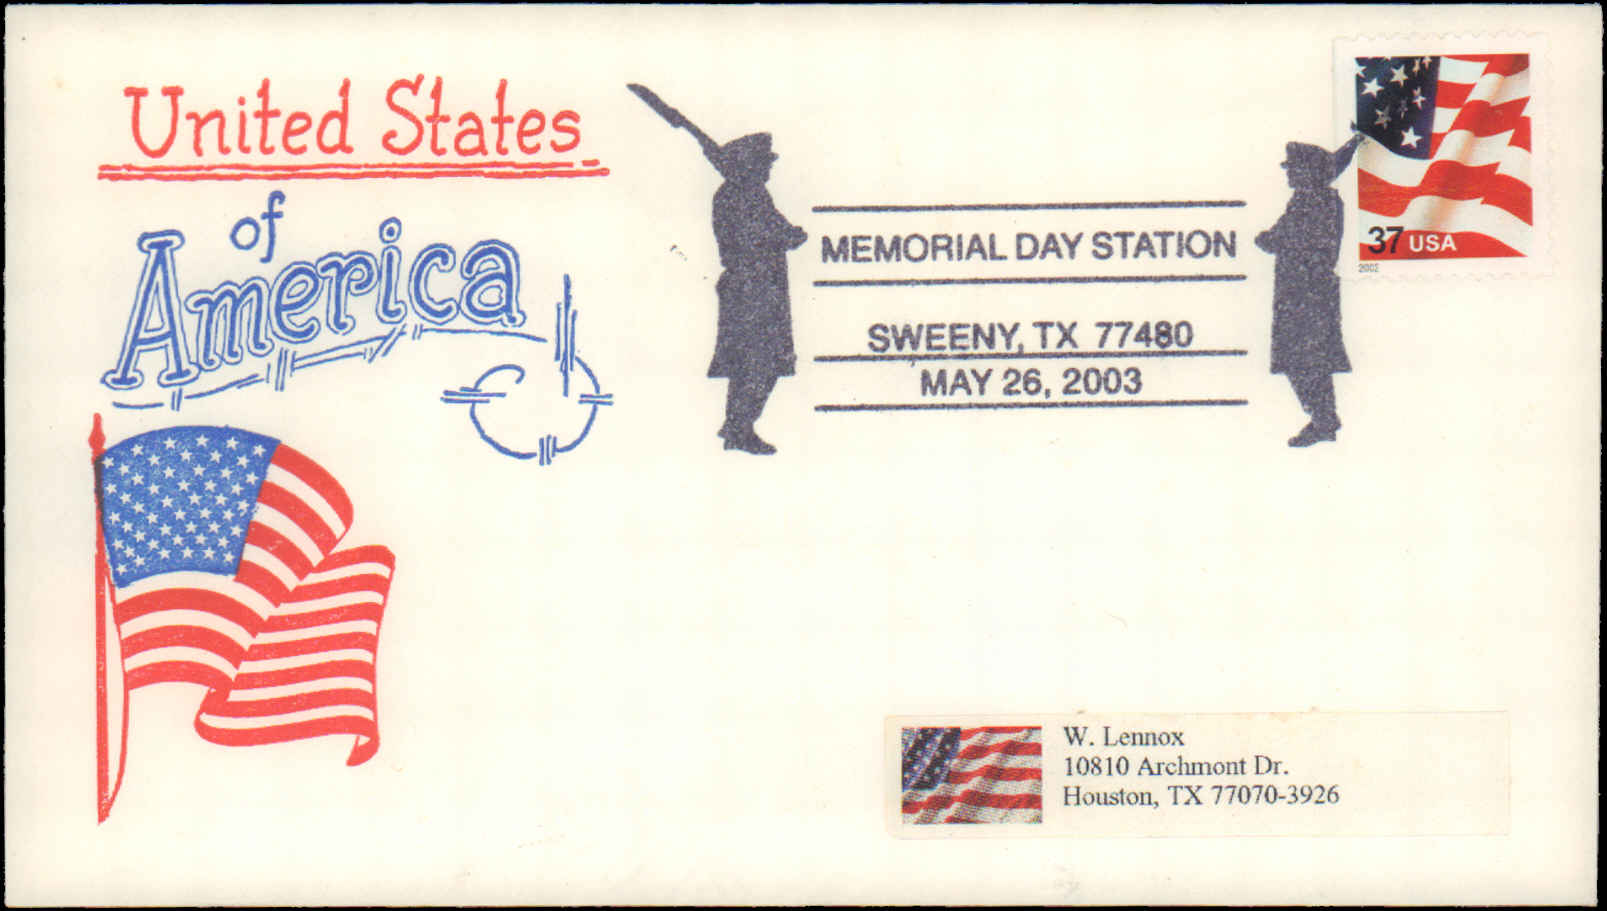 United States
of
America
MEMORIAL DAY STATION
SWEENY, TX 77480
MAY 26, 2003
37 USA
2002
W. Lennox
10810 Archmont Dr.
Houston, TX 77070-3926